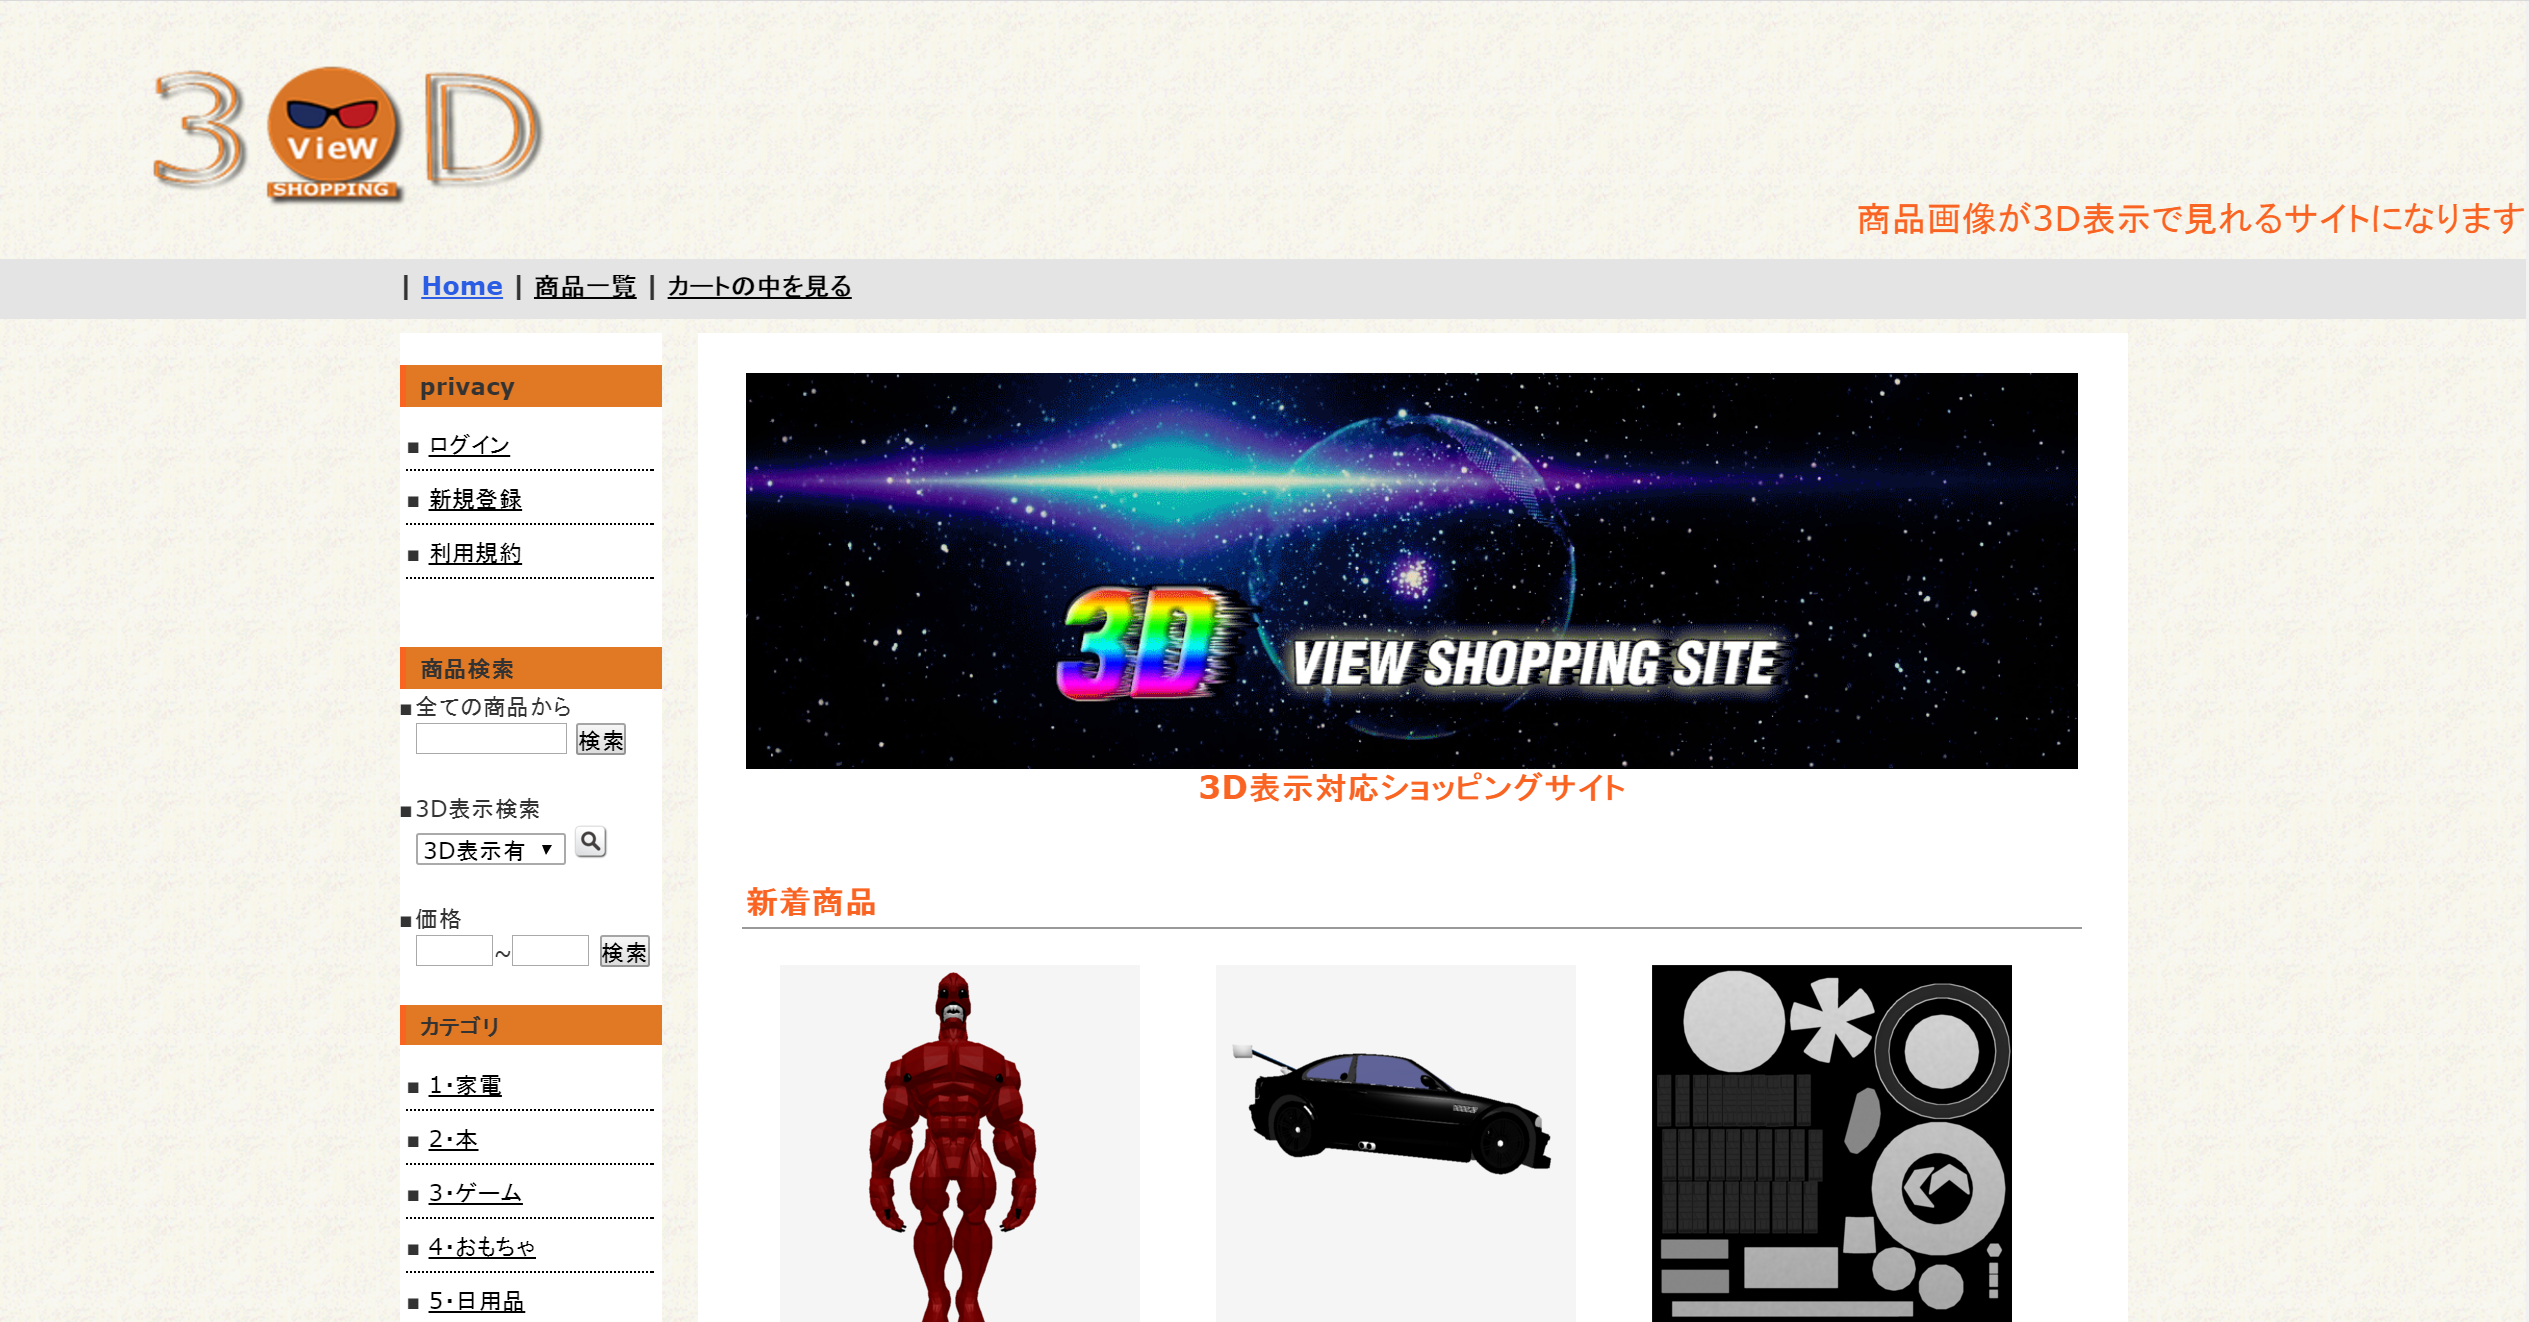 3 VieW D
SHOPPING
商品画像が3D表示で見れるサイトになります
| Home | 商品一覧 | カートの中を見る
privacy
■ ログイン
■ 新規登録
■ 利用規約
商品検索
■全ての商品から
検索
■3D表示検索
3D表示有 ▼
■価格
~ 検索
カテゴリ
■ 1・家電
■ 2・本
■ 3・ゲーム
■ 4・おもちゃ
■ 5・日用品
3D VIEW SHOPPING SITE
3D表示対応ショッピングサイト
新着商品